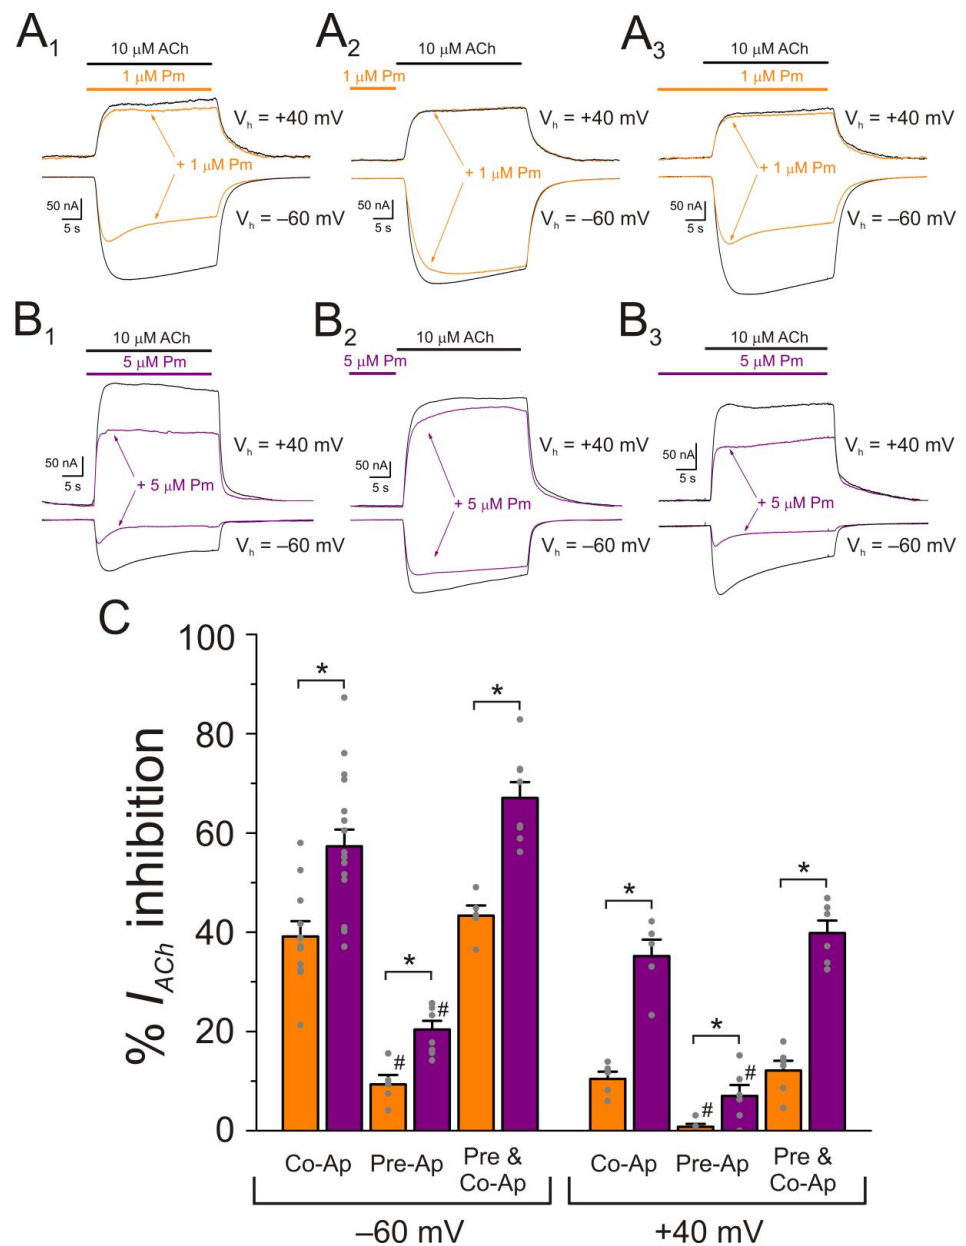 A1
10 μM ACh
1 μM Pm
Vh = +40 mV
+ 1 μM Pm
50 nA
5 s
Vh = –60 mV
A2
10 μM ACh
1 μM Pm
Vh = +40 mV
+ 1 μM Pm
50 nA
5 s
Vh = –60 mV
A3
10 μM ACh
1 μM Pm
Vh = +40 mV
+ 1 μM Pm
50 nA
5 s
Vh = –60 mV
B1
10 μM ACh
5 μM Pm
Vh = +40 mV
50 nA
5 s
+ 5 μM Pm
Vh = –60 mV
B2
10 μM ACh
5 μM Pm
Vh = +40 mV
50 nA
5 s
+ 5 μM Pm
Vh = –60 mV
B3
10 μM ACh
5 μM Pm
Vh = +40 mV
50 nA
5 s
+ 5 μM Pm
Vh = –60 mV
C
% IACh inhibition
100
80
60
40
20
0
*
*
*
# #
*
*
*
# #
Co-Ap Pre-Ap Pre & Co-Ap
Co-Ap Pre-Ap Pre & Co-Ap
–60 mV
+40 mV